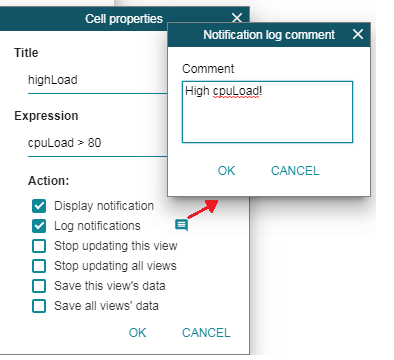 Cell properties
Title
highLoad
Expression
cpuLoad > 80
Action:
Display notification
Log notifications
Stop updating this view
Stop updating all views
Save this view's data
Save all views' data
OK CANCEL
Notification log comment
Comment
High cpuLoad!
OK CANCEL